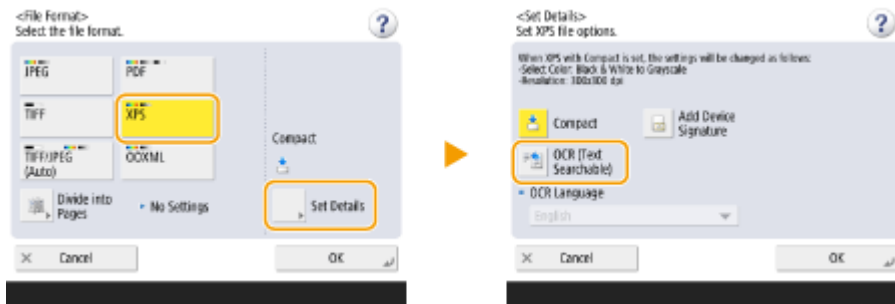 <File Format>
Select the file format.
?
JPEG
PDF
TIFF
XPS
TIFF/JPEG
(Auto)
OOXML
Compact
Divide into
Pages
No Settings
Set Details
Cancel
OK
<Set Details>
Set XPS file options.
?
When XPS with Compact is set, the settings will be changed as follows:
-Select Color: Black & White to Grayscale
-Resolution: 300x300 dpi
Compact
Add Device
Signature
OCR (Text
Searchable)
OCR Language
English
Cancel
OK